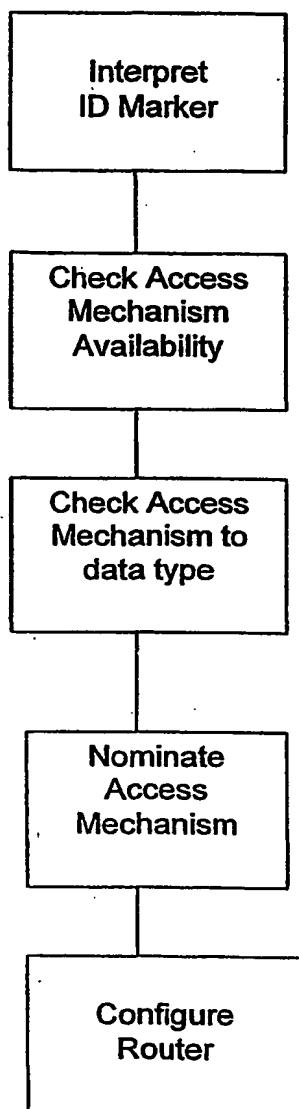 Interpret
ID Marker
Check Access
Mechanism
Availability
Check Access
Mechanism to
data type
Nominate
Access
Mechanism
Configure
Router